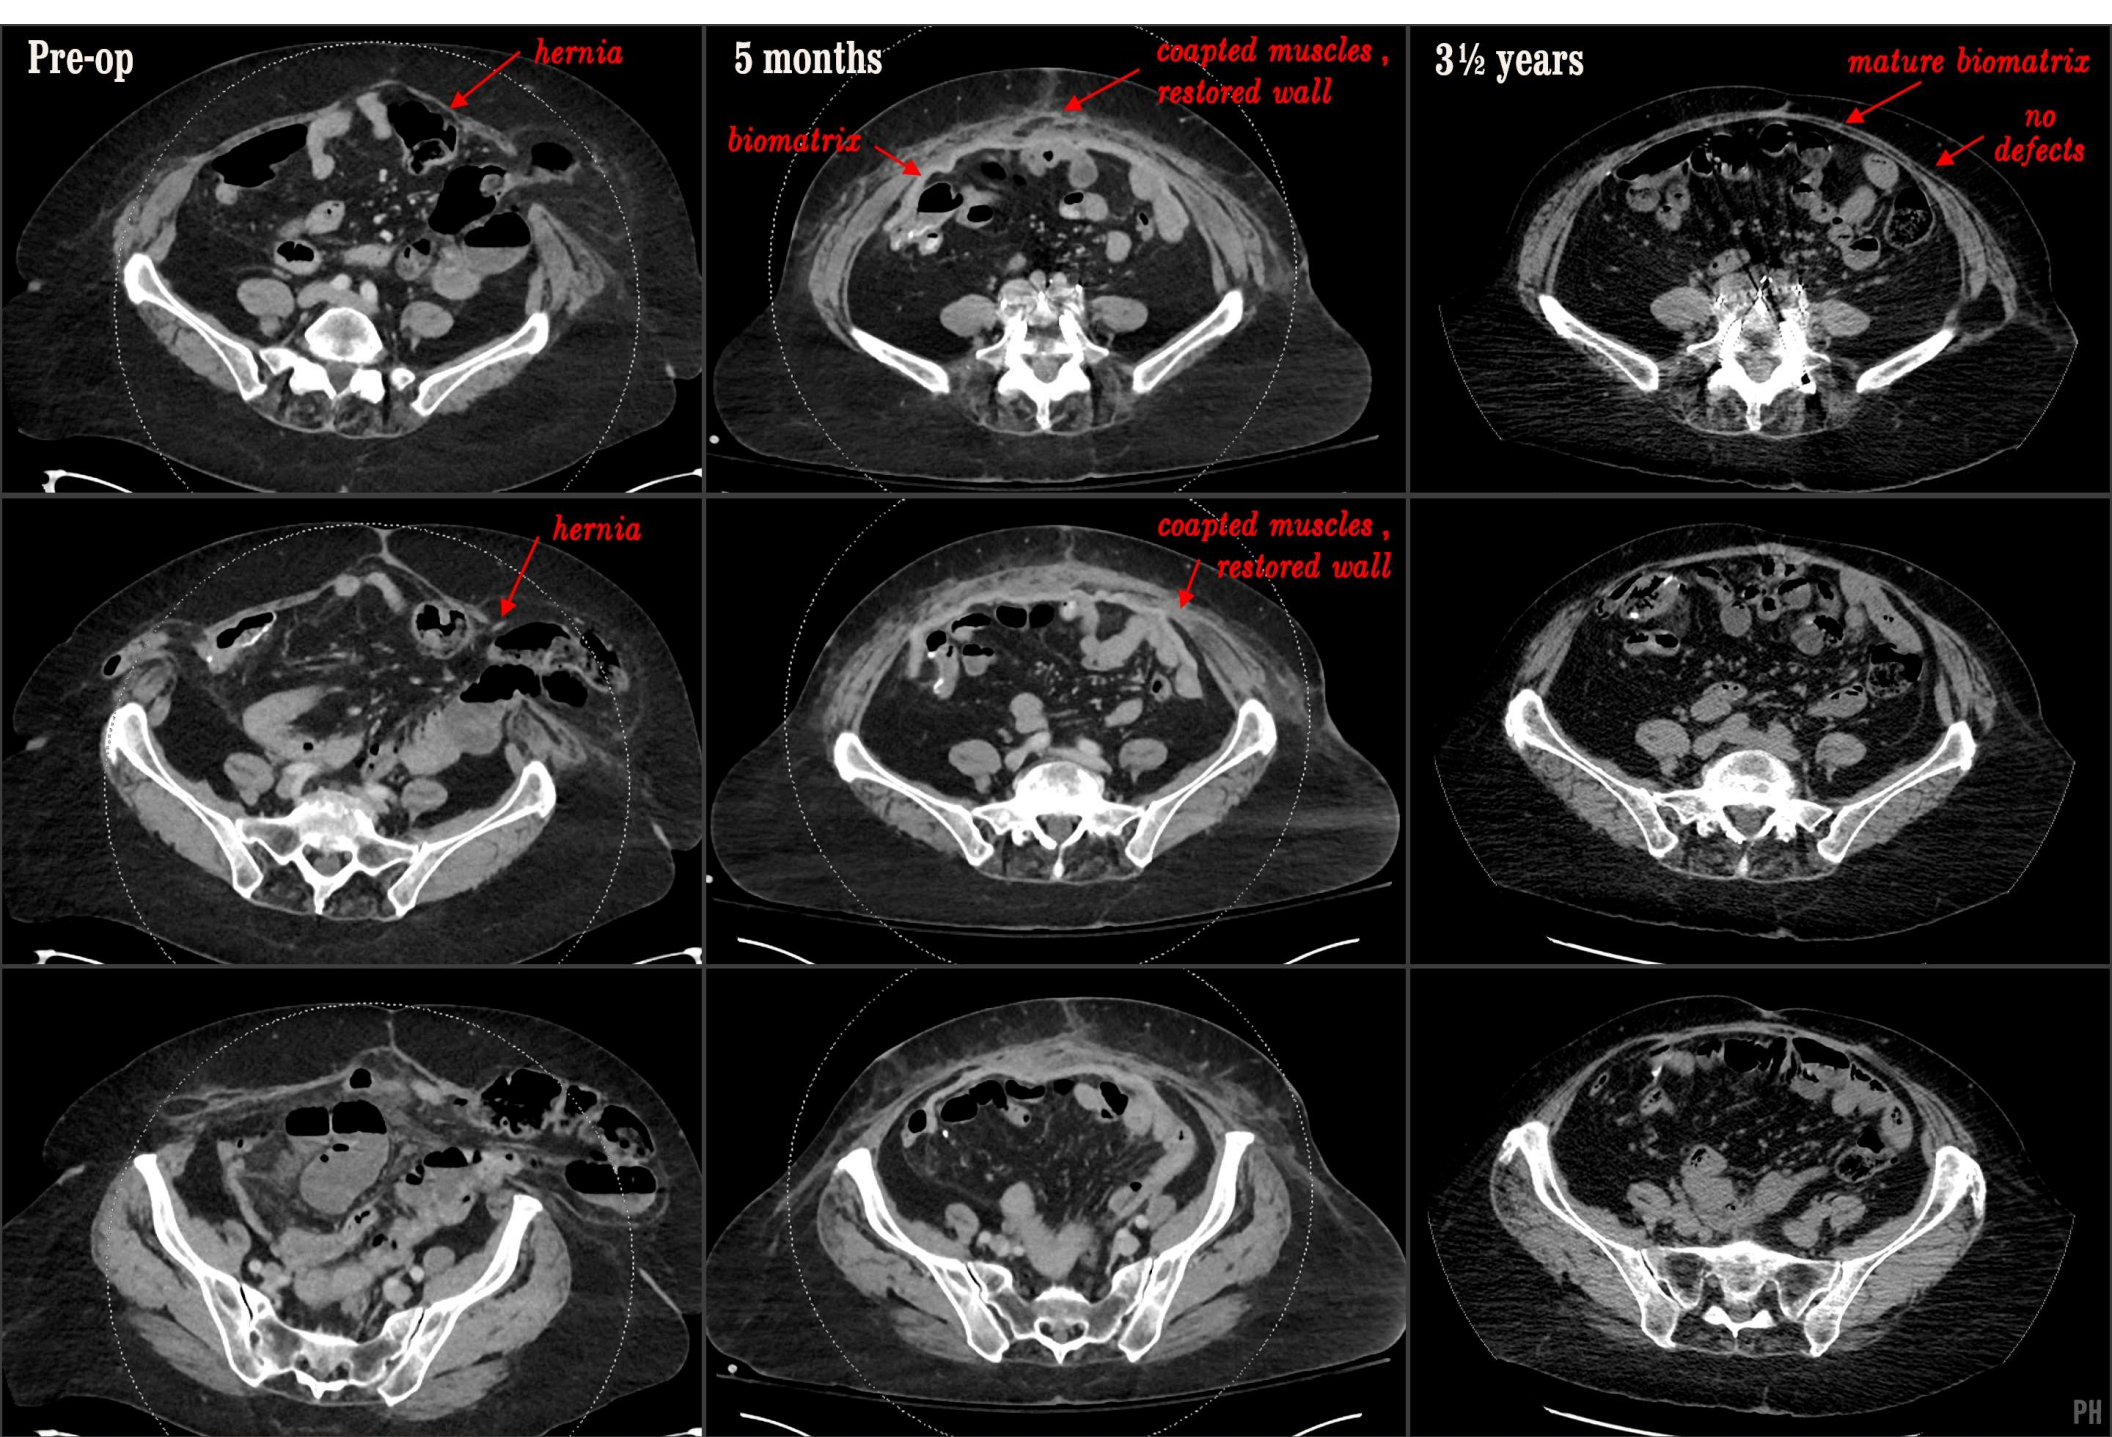 Pre-op
hernia
5 months
coapted muscles ,
restored wall
biomatrix
3½ years
mature biomatrix
no
defects
hernia
coapted muscles ,
restored wall
PH